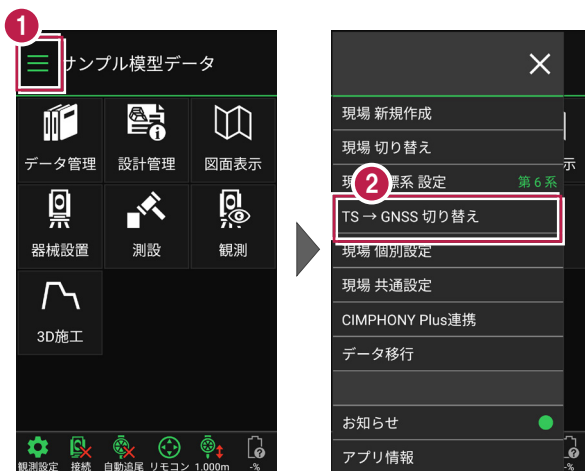 1
サンプル模型データ
データ管理
設計管理
図面表示
器械設置
測設
観測
3D施工
観測設定
接続
自動追尾
リモコン
1.000m
-%
現場 新規作成
現場 切り替え
2
標系 設定
第6系
TS → GNSS 切り替え
現場 個別設定
現場 共通設定
CIMPHONY Plus連携
データ移行
お知らせ
アプリ情報
示
-%